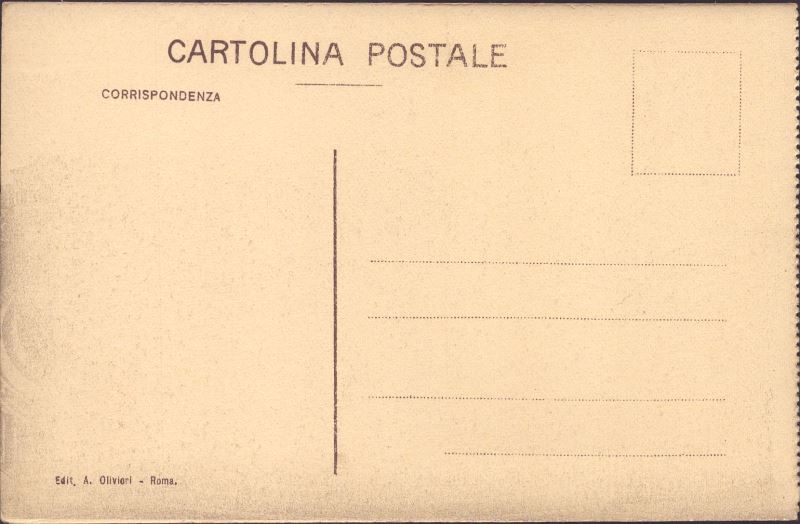 CARTOLINA POSTALE
CORRISPONDENZA
Edit. A. Olivieri - Roma.